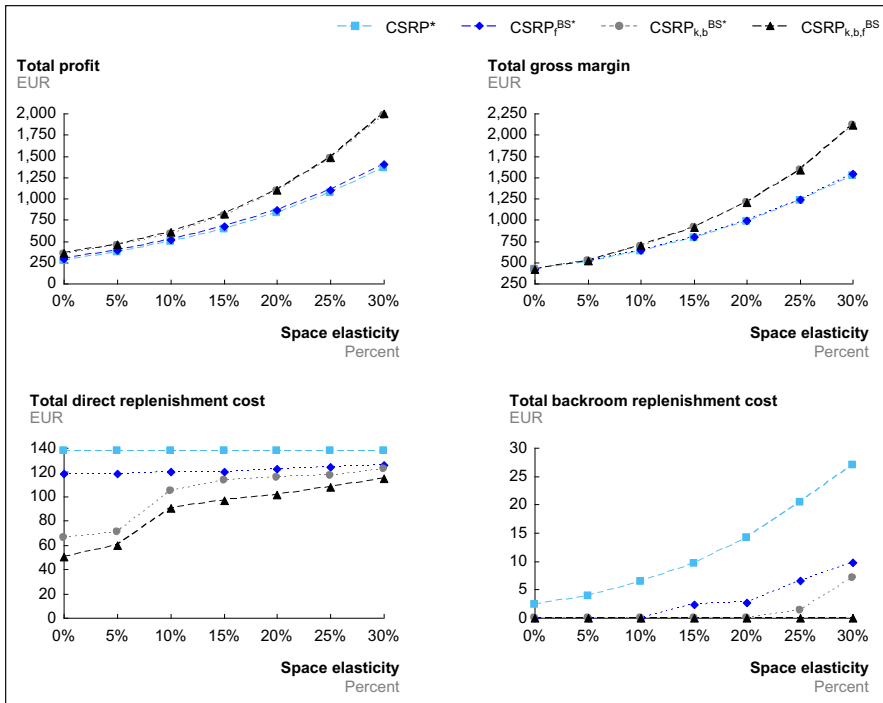 CSRP* CSRP_f^BS* CSRP_k,b^BS* CSRP_k,b,f^BS
Total profit
EUR
2,000
1,750
1,500
1,250
1,000
750
500
250
0
0% 5% 10% 15% 20% 25% 30%
Space elasticity
Percent
Total gross margin
EUR
2,250
2,000
1,750
1,500
1,250
1,000
750
500
250
0% 5% 10% 15% 20% 25% 30%
Space elasticity
Percent
Total direct replenishment cost
EUR
140
120
100
80
60
40
20
0
0% 5% 10% 15% 20% 25% 30%
Space elasticity
Percent
Total backroom replenishment cost
EUR
30
25
20
15
10
5
0
0% 5% 10% 15% 20% 25% 30%
Space elasticity
Percent